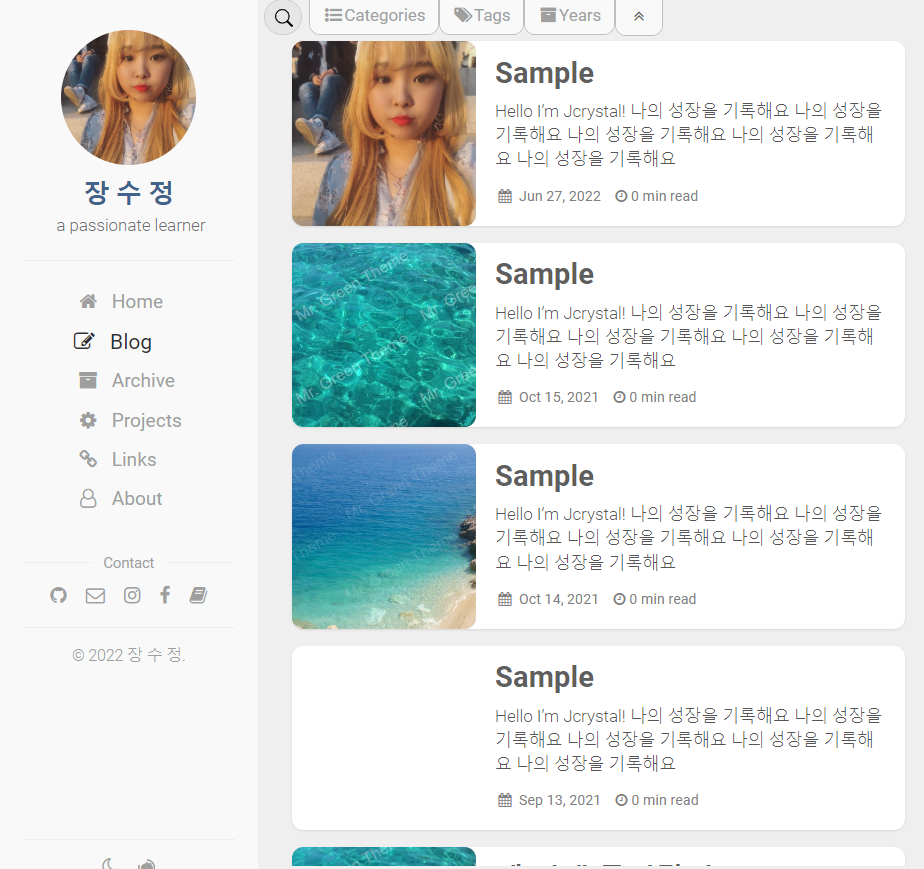 장 수 정
a passionate learner
Home
Blog
Archive
Projects
Links
About
Contact
© 2022 장 수 정.
Categories
Tags
Years
Sample
Hello I’m Jcrystal! 나의 성장을 기록해요 나의 성장을
기록해요 나의 성장을 기록해요 나의 성장을 기록해
요 나의 성장을 기록해요
Jun 27, 2022 0 min read
Mr. Green-Theme
Mr. Green-Theme
Sample
Hello I’m Jcrystal! 나의 성장을 기록해요 나의 성장을
기록해요 나의 성장을 기록해요 나의 성장을 기록해
요 나의 성장을 기록해요
Oct 15, 2021 0 min read
Mr. Green-Theme
Sample
Hello I’m Jcrystal! 나의 성장을 기록해요 나의 성장을
기록해요 나의 성장을 기록해요 나의 성장을 기록해
요 나의 성장을 기록해요
Oct 14, 2021 0 min read
Sample
Hello I’m Jcrystal! 나의 성장을 기록해요 나의 성장을
기록해요 나의 성장을 기록해요 나의 성장을 기록해
요 나의 성장을 기록해요
Sep 13, 2021 0 min read